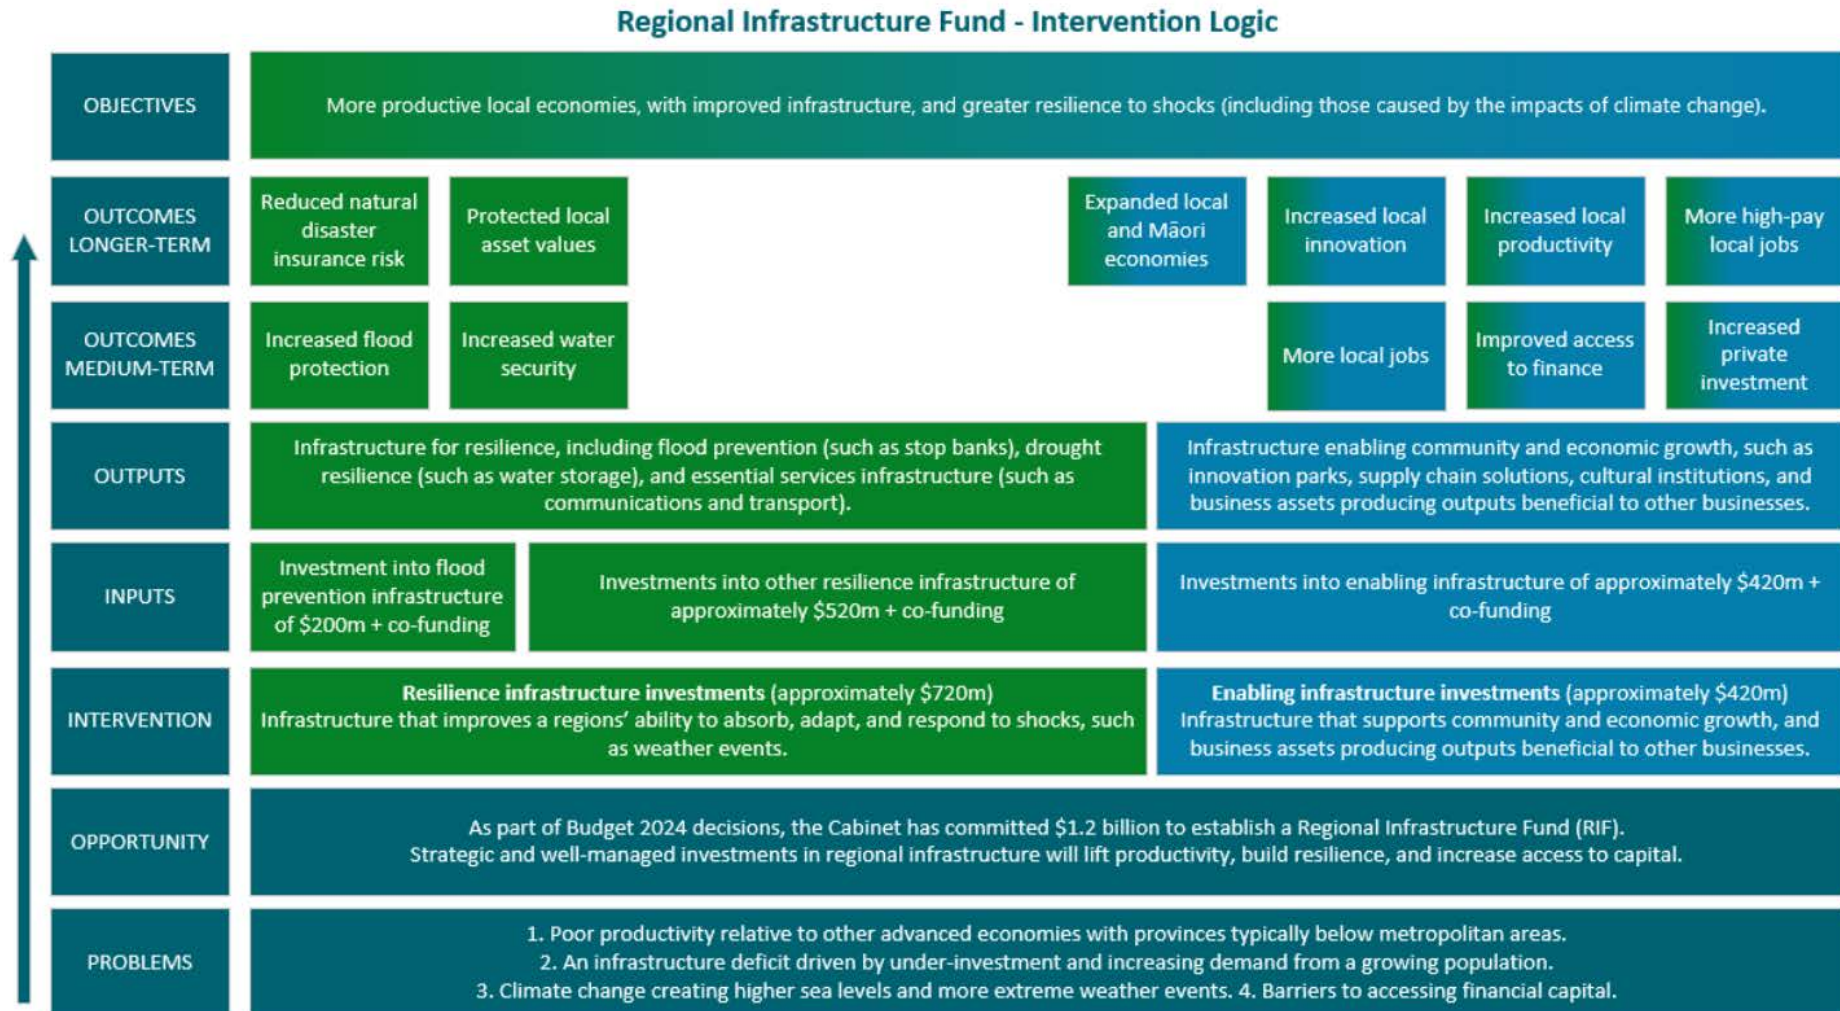 Regional Infrastructure Fund - Intervention Logic
OBJECTIVES
More productive local economies, with improved infrastructure, and greater resilience to shocks (including those caused by the impacts of climate change).
OUTCOMES
LONGER-TERM
Reduced natural
disaster
insurance risk
Protected local
asset values
Expanded local
and Māori
economies
Increased local
innovation
Increased local
productivity
More high-pay
local jobs
OUTCOMES
MEDIUM-TERM
Increased flood
protection
Increased water
security
More local jobs
Improved access
to finance
Increased
private
investment
OUTPUTS
Infrastructure for resilience, including flood prevention (such as stop banks), drought
resilience (such as water storage), and essential services infrastructure (such as
communications and transport).
Infrastructure enabling community and economic growth, such as
innovation parks, supply chain solutions, cultural institutions, and
business assets producing outputs beneficial to other businesses.
INPUTS
Investment into flood
prevention infrastructure
of $200m + co-funding
Investments into other resilience infrastructure of
approximately $520m + co-funding
Investments into enabling infrastructure of approximately $420m +
co-funding
INTERVENTION
Resilience infrastructure investments (approximately $720m)
Infrastructure that improves a regions' ability to absorb, adapt, and respond to shocks, such
as weather events.
Enabling infrastructure investments (approximately $420m)
Infrastructure that supports community and economic growth, and
business assets producing outputs beneficial to other businesses.
OPPORTUNITY
As part of Budget 2024 decisions, the Cabinet has committed $1.2 billion to establish a Regional Infrastructure Fund (RIF).
Strategic and well-managed investments in regional infrastructure will lift productivity, build resilience, and increase access to capital.
PROBLEMS
1. Poor productivity relative to other advanced economies with provinces typically below metropolitan areas.
2. An infrastructure deficit driven by under-investment and increasing demand from a growing population.
3. Climate change creating higher sea levels and more extreme weather events. 4. Barriers to accessing financial capital.